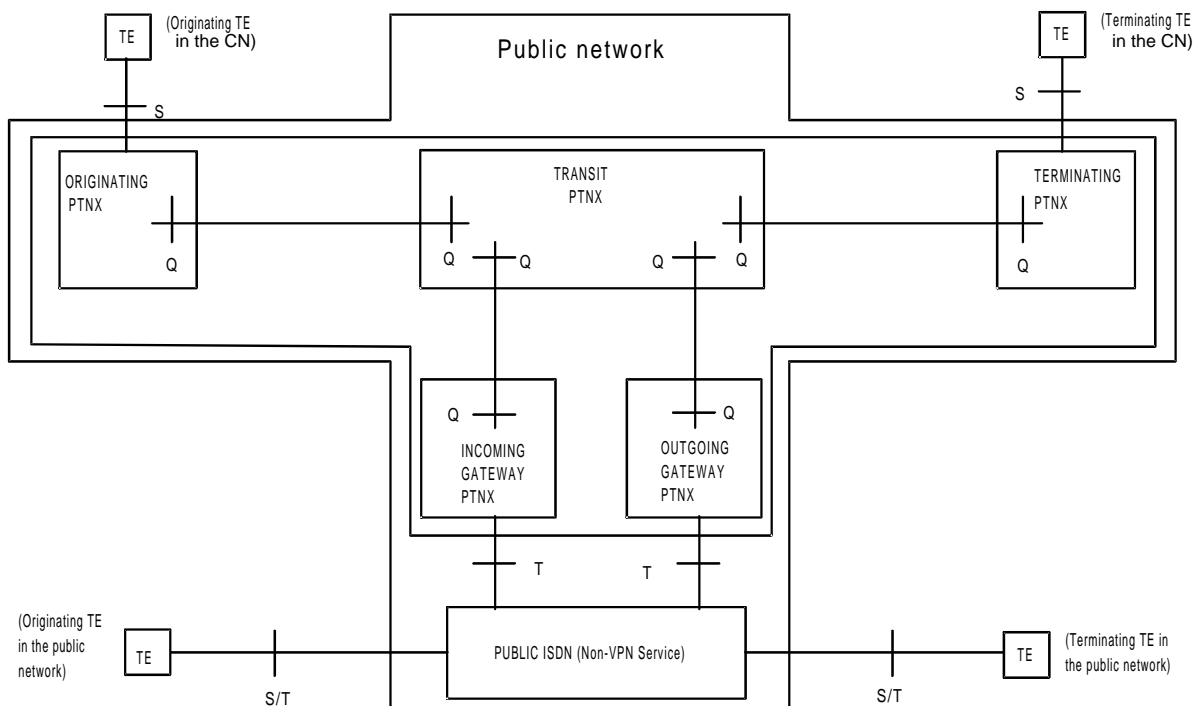 TE
(Originating TE
in the CN)
Public network
TE
(Terminating TE
in the CN)
S
S
ORIGINATING
PTNX
TRANSIT
PTNX
TERMINATING
PTNX
Q
Q
Q
Q
Q
Q
Q
Q
INCOMING
GATEWAY
PTNX
OUTGOING
GATEWAY
PTNX
T
T
(Originating TE
in the public
network)
TE
S/T
PUBLIC ISDN (Non-VPN Service)
S/T
TE
(Terminating TE in
the public network)